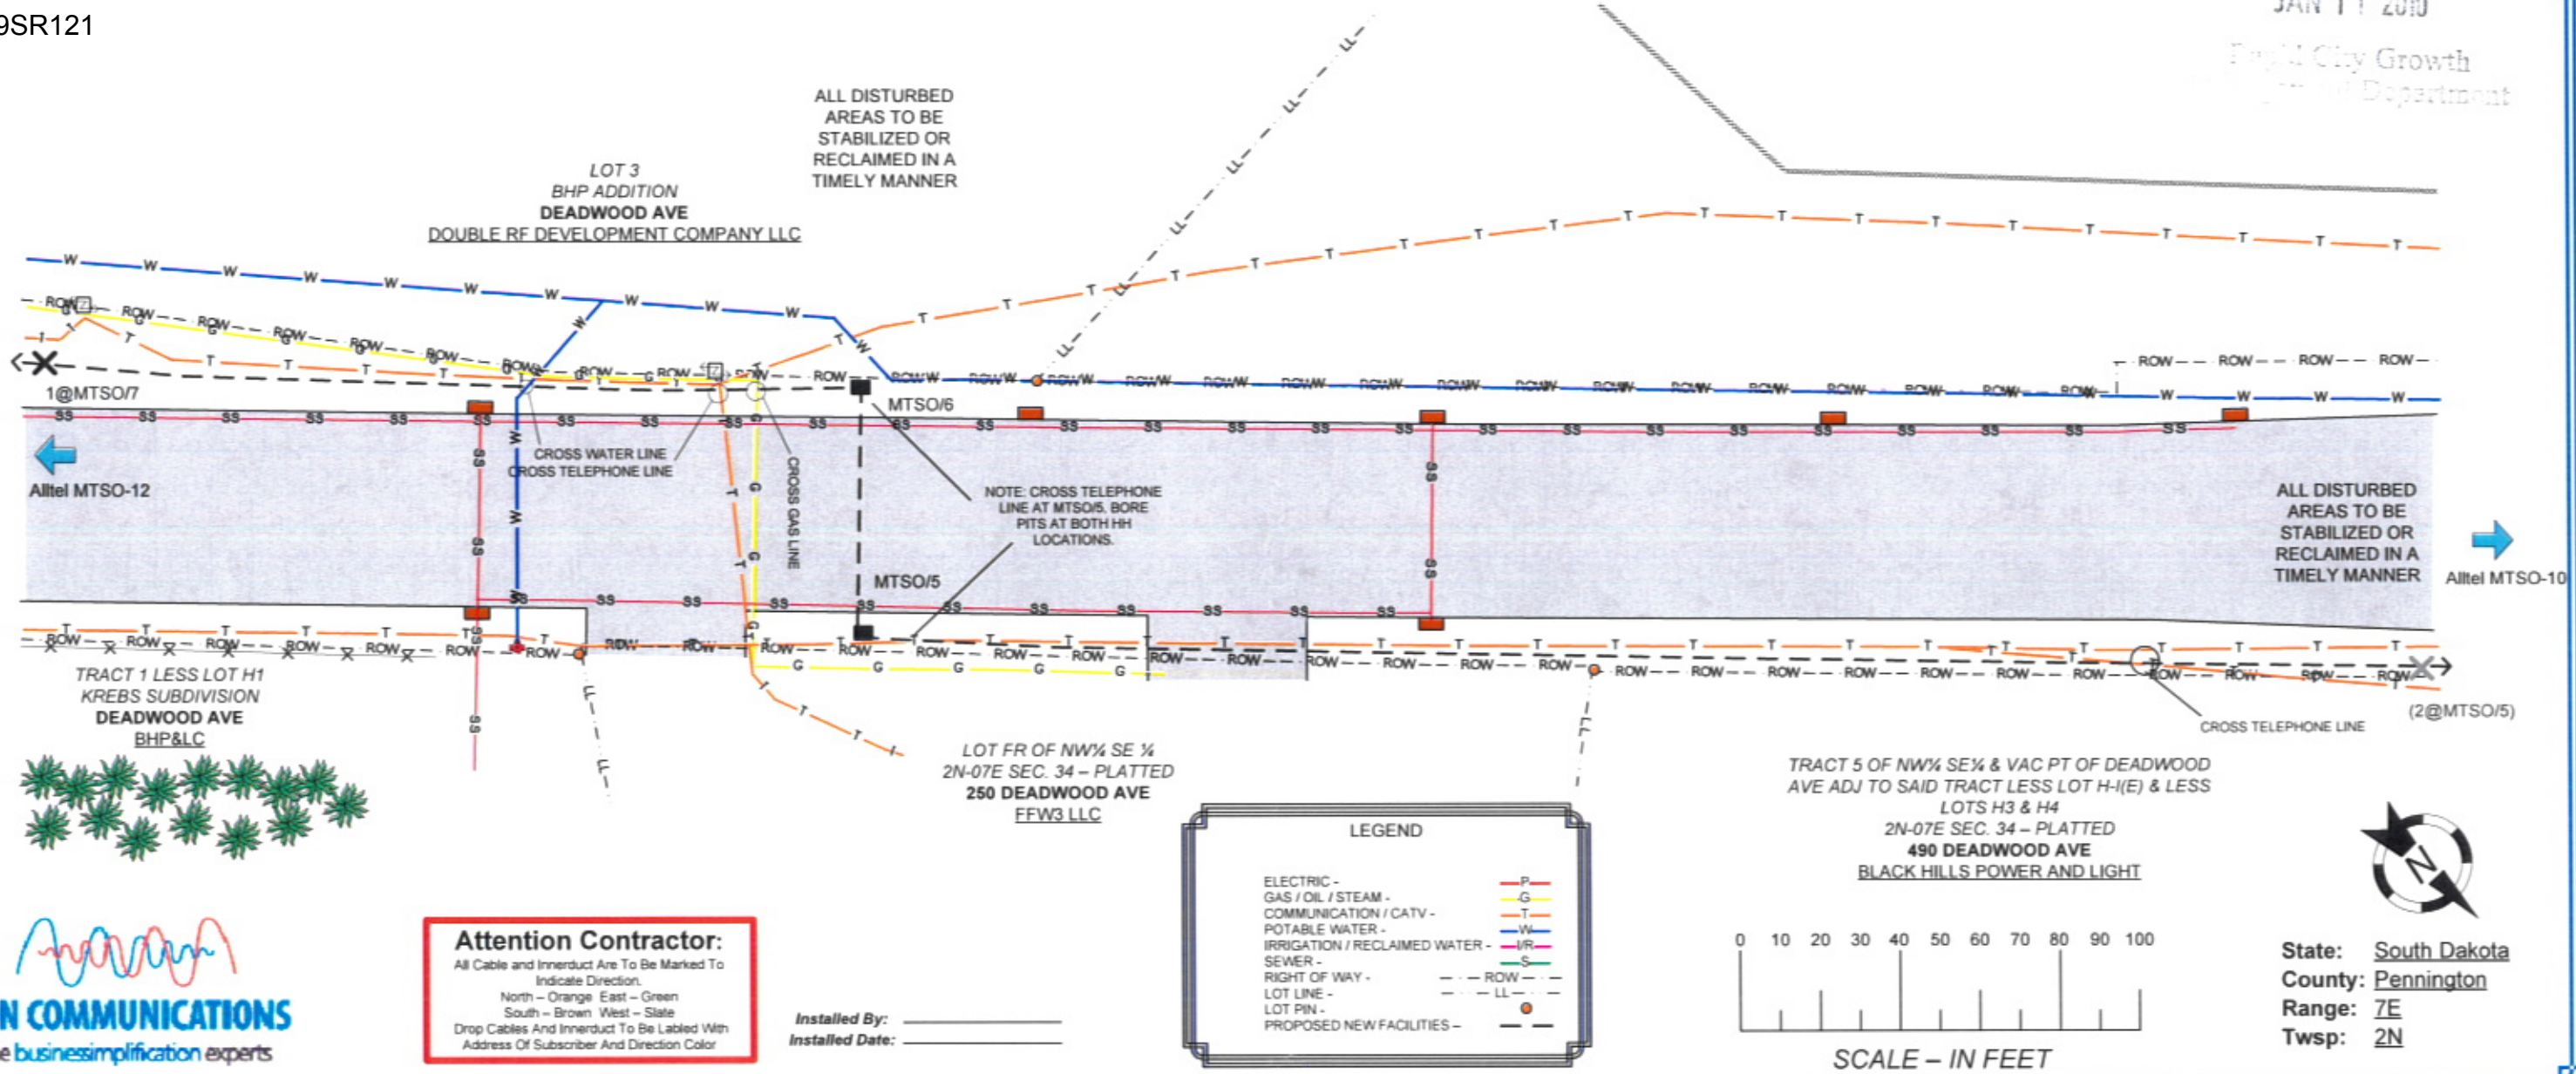 9SR121
JAN 11 2010
City Growth
Department
ALL DISTURBED
AREAS TO BE
STABILIZED OR
RECLAIMED IN A
TIMELY MANNER
LOT 3
BHP ADDITION
DEADWOOD AVE
DOUBLE RF DEVELOPMENT COMPANY LLC
1@MTSO/7
MTSO/6
CROSS WATER LINE
CROSS TELEPHONE LINE
CROSS GAS LINE
Alltel MTSO-12
NOTE: CROSS TELEPHONE
LINE AT MTSO/5. BORE
PITS AT BOTH HH
LOCATIONS.
MTSO/5
ALL DISTURBED
AREAS TO BE
STABILIZED OR
RECLAIMED IN A
TIMELY MANNER
Alltel MTSO-10
TRACT 1 LESS LOT H1
KREBS SUBDIVISION
DEADWOOD AVE
BHP&LC
(2@MTSO/5)
CROSS TELEPHONE LINE
LOT FR OF NW¼ SE ¼
2N-07E SEC. 34 – PLATTED
250 DEADWOOD AVE
FFW3 LLC
TRACT 5 OF NW¼ SE¼ & VAC PT OF DEADWOOD
AVE ADJ TO SAID TRACT LESS LOT H-I(E) & LESS
LOTS H3 & H4
2N-07E SEC. 34 – PLATTED
490 DEADWOOD AVE
BLACK HILLS POWER AND LIGHT
N COMMUNICATIONS
e businessimplification experts
Attention Contractor:
All Cable and Innerduct Are To Be Marked To
Indicate Direction.
North – Orange East – Green
South – Brown West – Slate
Drop Cables And Innerduct To Be Labled With
Address Of Subscriber And Direction Color
Installed By:
Installed Date:
LEGEND
ELECTRIC - P
GAS / OIL / STEAM - G
COMMUNICATION / CATV - T
POTABLE WATER - W
IRRIGATION / RECLAIMED WATER - I/R
SEWER - S
RIGHT OF WAY - ROW
LOT LINE - LL
LOT PIN -
PROPOSED NEW FACILITIES –
0 10 20 30 40 50 60 70 80 90 100
SCALE – IN FEET
N
State: South Dakota
County: Pennington
Range: 7E
Twsp: 2N